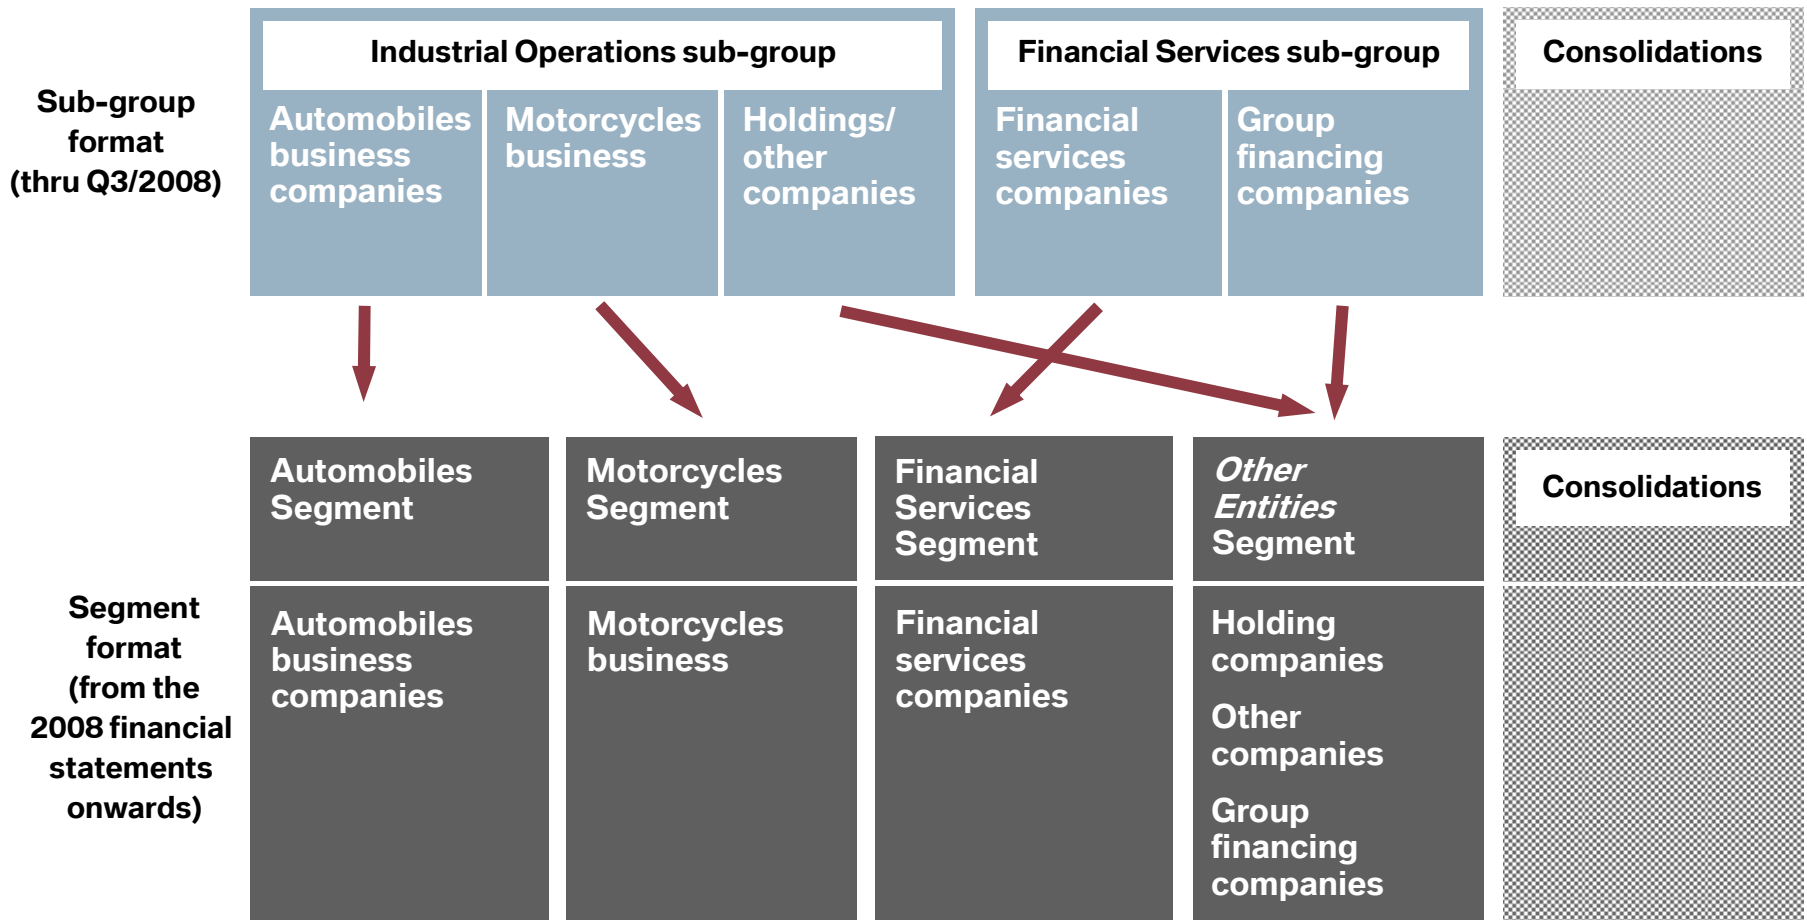 Industrial Operations sub-group
Financial Services sub-group
Consolidations
Sub-group
format
(thru Q3/2008)
Automobiles
business
companies
Motorcycles
business
Holdings/
other
companies
Financial
services
companies
Group
financing
companies
Segment
format
(from the
2008 financial
statements
onwards)
Automobiles
Segment
Motorcycles
Segment
Financial
Services
Segment
Other
Entities
Segment
Consolidations
Automobiles
business
companies
Motorcycles
business
Financial
services
companies
Holding
companies
Other
companies
Group
financing
companies